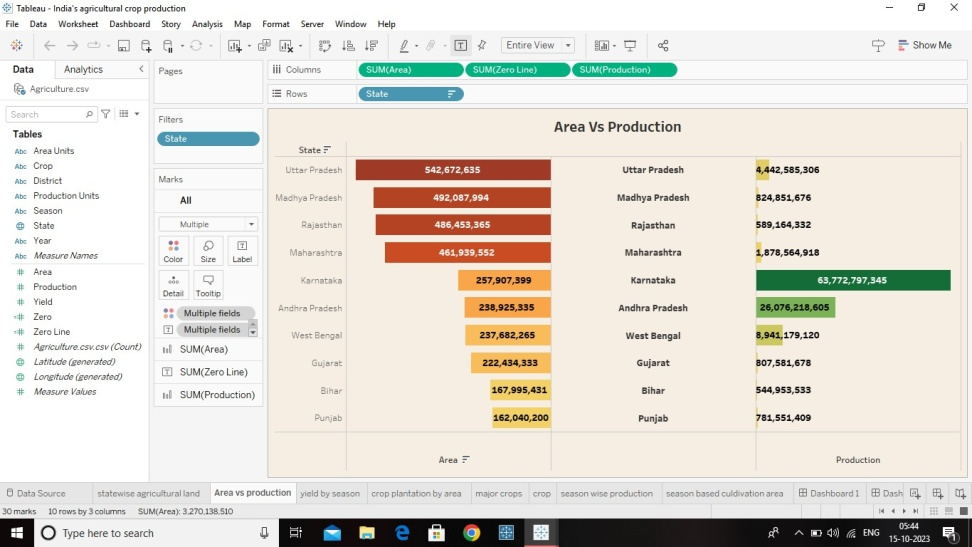 Tableau - India's agricultural crop production
File Data Worksheet Dashboard Story Analysis Map Format Server Window Help
Entire View
Show Me
Data Analytics
Agriculture.csv
Search
Tables
Abc Area Units
Abc Crop
Abc District
Abc Production Units
Abc Season
State
Abc Year
Abc Measure Names
# Area
# Production
# Yield
=# Zero
=# Zero Line
# Agriculture.csv.csv (Count)
Latitude (generated)
Longitude (generated)
# Measure Values
Pages
Filters
State
Marks
All
Multiple
Color Size Label
Detail Tooltip
Multiple fields
Multiple fields
SUM(Area)
SUM(Zero Line)
SUM(Production)
Columns SUM(Area) SUM(Zero Line) SUM(Production)
Rows State
Area Vs Production
State
Uttar Pradesh 542,672,635 Uttar Pradesh 4,442,585,306
Madhya Pradesh 492,087,994 Madhya Pradesh 824,851,676
Rajasthan 486,453,365 Rajasthan 589,164,332
Maharashtra 461,939,552 Maharashtra 1,878,564,918
Karnataka 257,907,399 Karnataka 63,772,797,345
Andhra Pradesh 238,925,335 Andhra Pradesh 26,076,218,605
West Bengal 237,682,265 West Bengal 8,941,179,120
Gujarat 222,434,333 Gujarat 807,581,678
Bihar 167,995,431 Bihar 544,953,533
Punjab 162,040,200 Punjab 781,551,409
Area Production
Data Source statewise agricultural land Area vs production yield by season crop plantation by area major crops crop season wise production season based culdivation area Dashboard 1 Dash
30 marks 10 rows by 3 columns SUM(Area): 3,270,138,510
Type here to search
ENG
05:44
15-10-2023
1